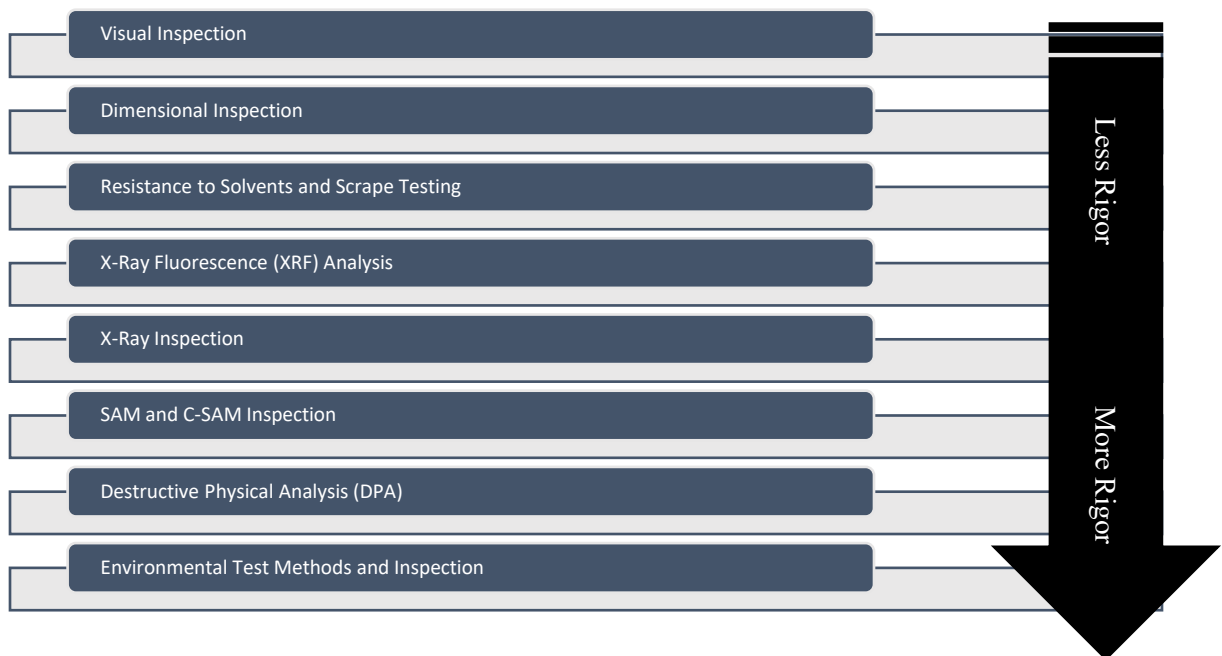 Visual Inspection
Dimensional Inspection
Resistance to Solvents and Scrape Testing
X-Ray Fluorescence (XRF) Analysis
X-Ray Inspection
SAM and C-SAM Inspection
Destructive Physical Analysis (DPA)
Environmental Test Methods and Inspection
Less Rigor
More Rigor